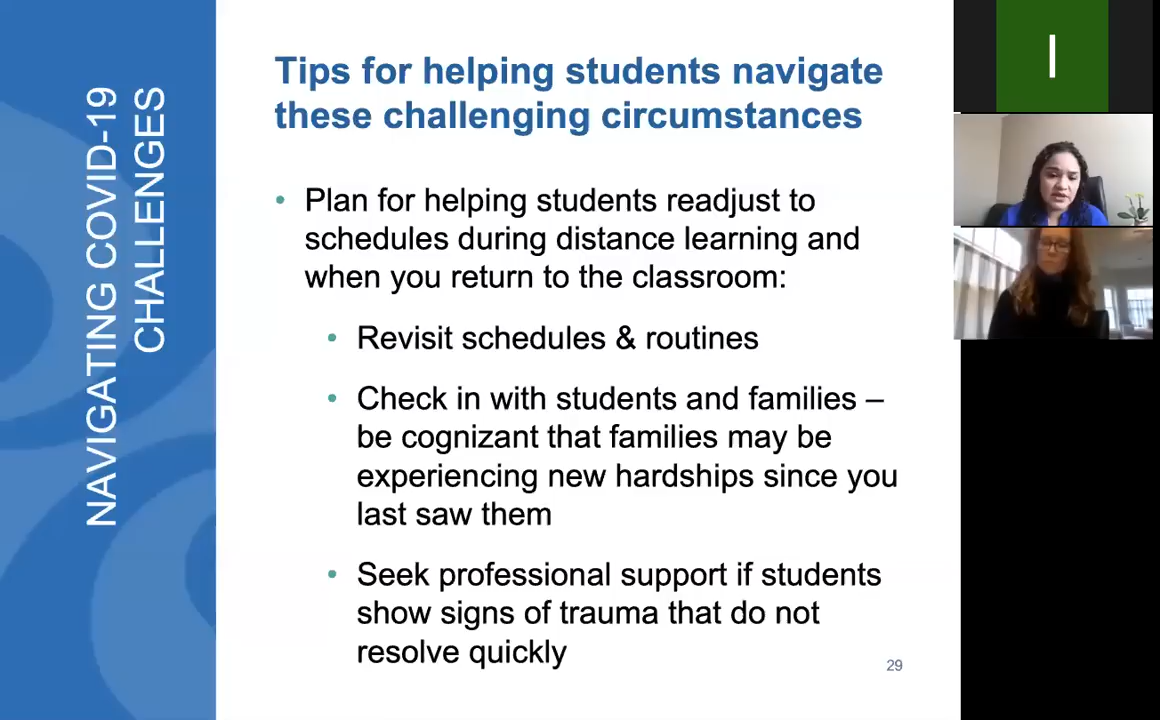 NAVIGATING COVID-19
CHALLENGES
Tips for helping students navigate
these challenging circumstances
• Plan for helping students readjust to
schedules during distance learning and
when you return to the classroom:
• Revisit schedules & routines
• Check in with students and families –
be cognizant that families may be
experiencing new hardships since you
last saw them
• Seek professional support if students
show signs of trauma that do not
resolve quickly
29
I